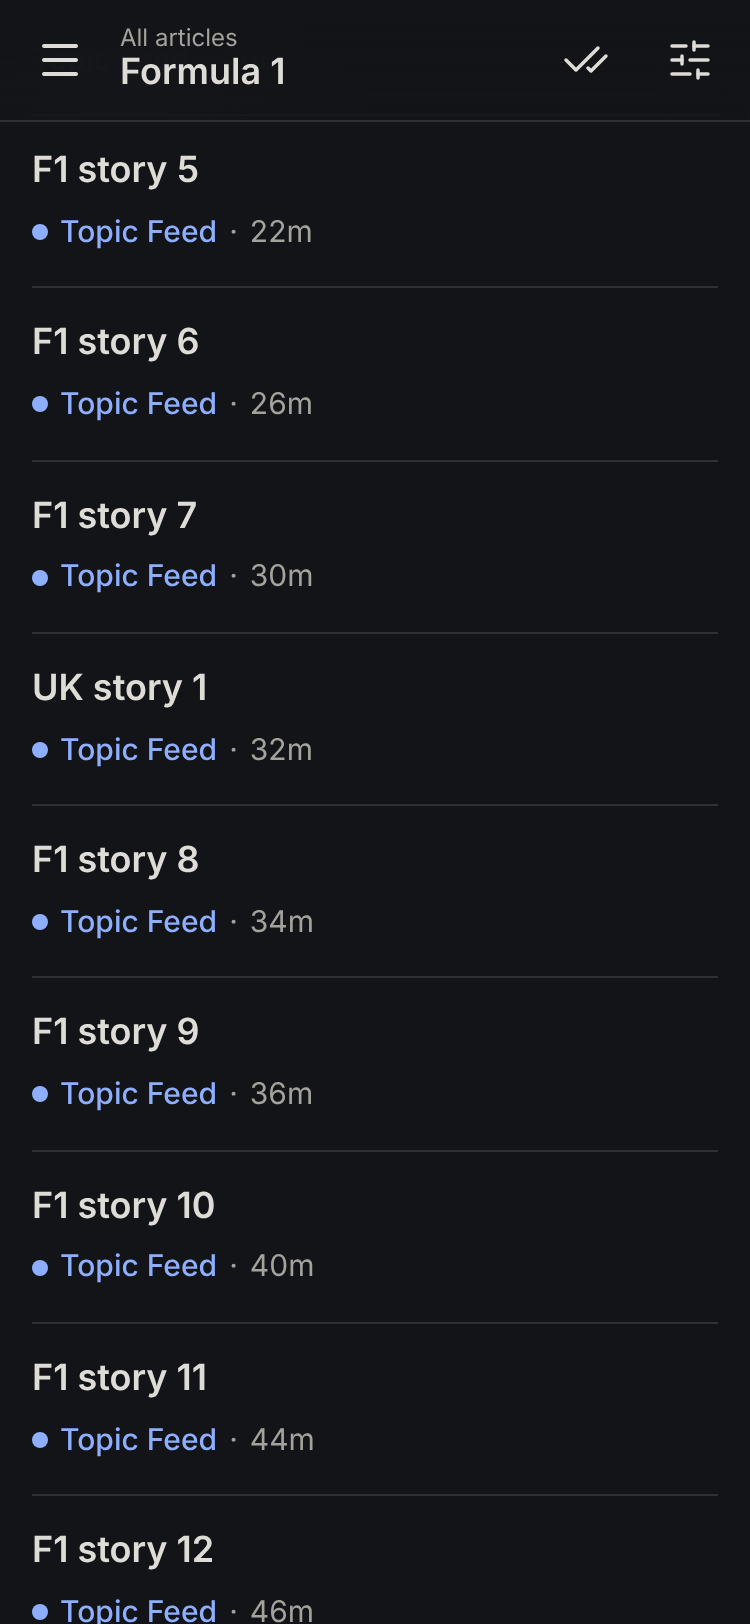 All articles
Formula 1
F1 story 5
Topic Feed · 22m
F1 story 6
Topic Feed · 26m
F1 story 7
Topic Feed · 30m
UK story 1
Topic Feed · 32m
F1 story 8
Topic Feed · 34m
F1 story 9
Topic Feed · 36m
F1 story 10
Topic Feed · 40m
F1 story 11
Topic Feed · 44m
F1 story 12
Topic Feed · 46m